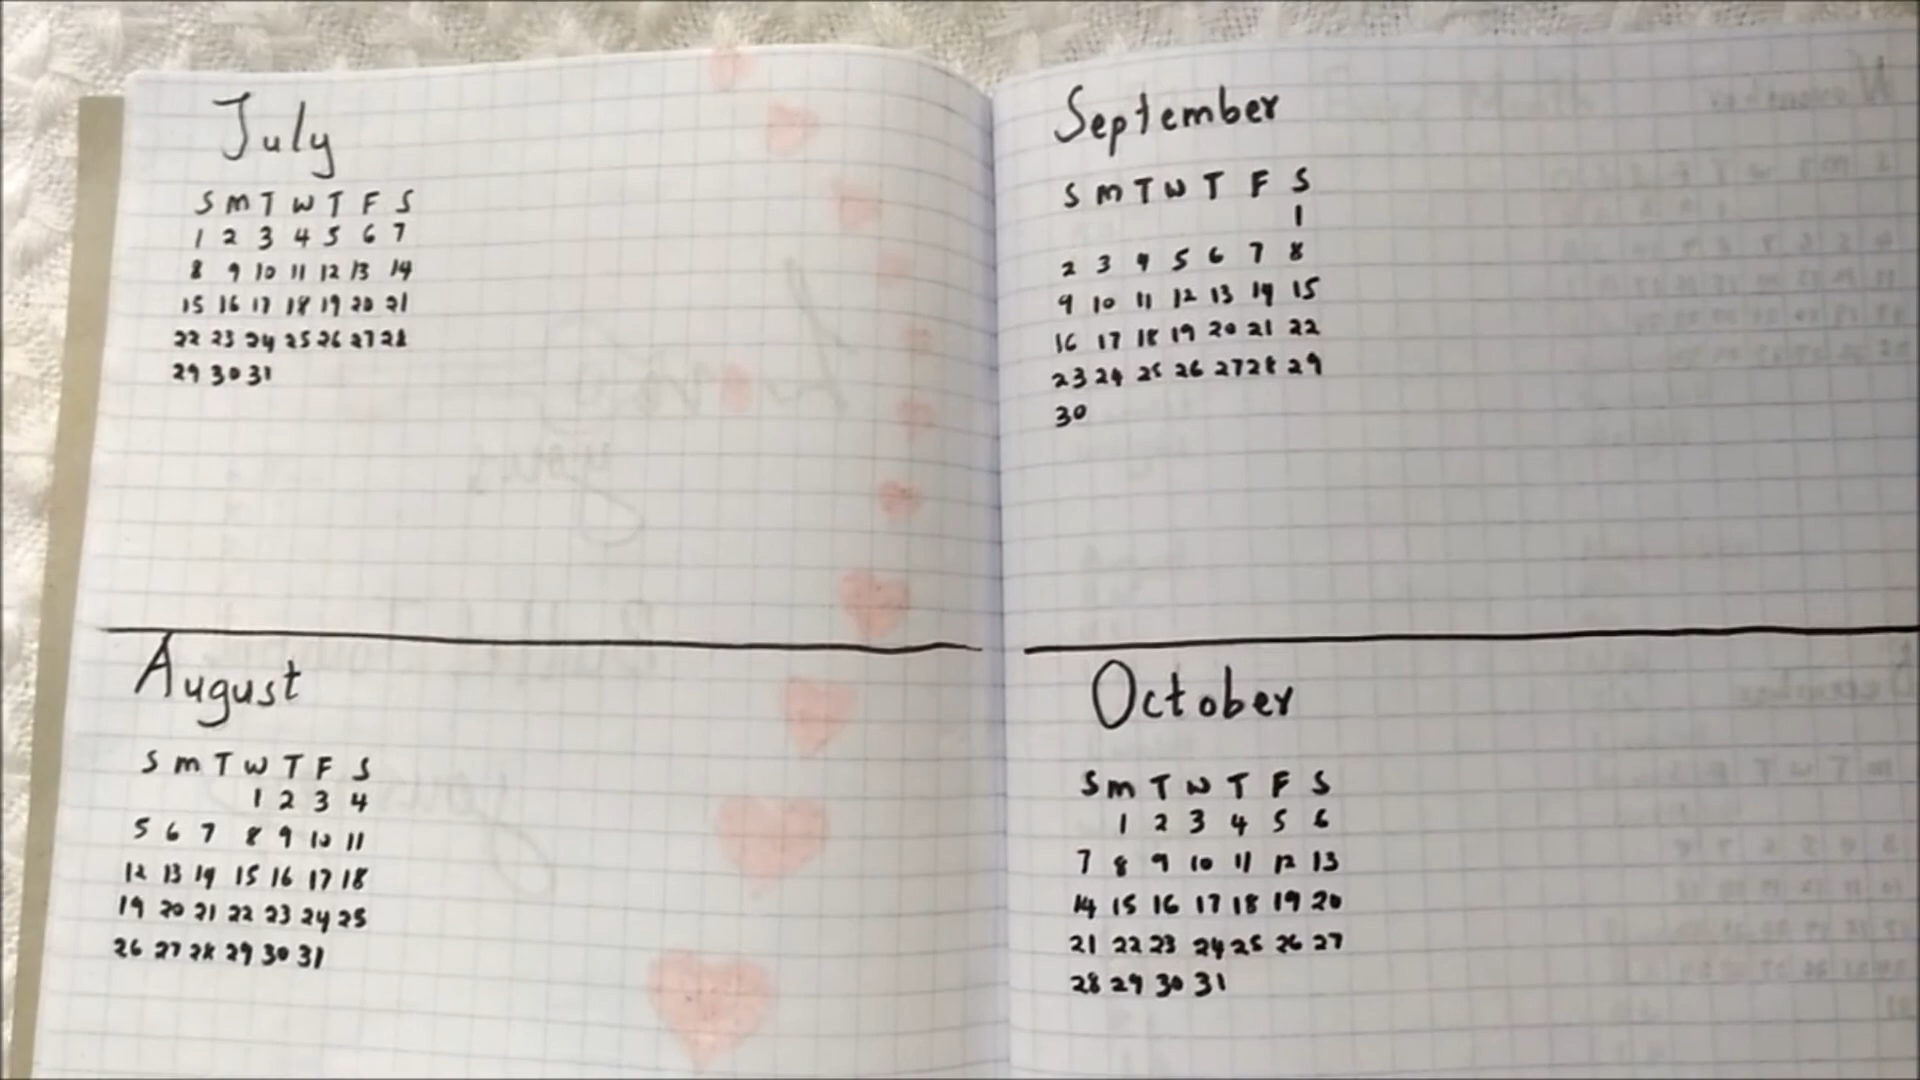 July
S M T W T F S
1 2 3 4 5 6 7
8 9 10 11 12 13 14
15 16 17 18 19 20 21
22 23 24 25 26 27 28
29 30 31
August
S M T W T F S
1 2 3 4
5 6 7 8 9 10 11
12 13 14 15 16 17 18
19 20 21 22 23 24 25
26 27 28 29 30 31
September
S M T W T F S
1
2 3 4 5 6 7 8
9 10 11 12 13 14 15
16 17 18 19 20 21 22
23 24 25 26 27 28 29
30
October
S M T W T F S
1 2 3 4 5 6
7 8 9 10 11 12 13
14 15 16 17 18 19 20
21 22 23 24 25 26 27
28 29 30 31